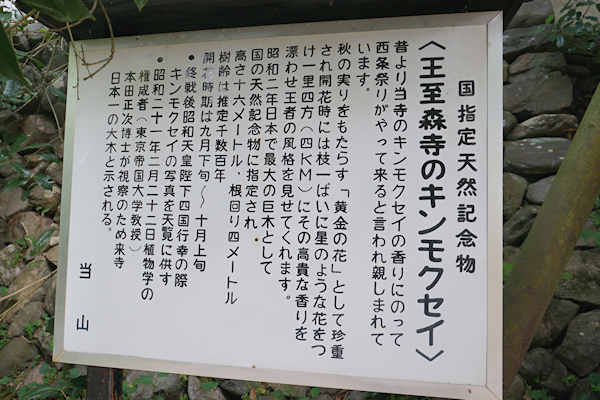 国指定天然記念物
〈王至森寺のキンモクセイ〉
昔より当寺のキンモクセイの香りにのって
西条祭りがやって来ると言われ親しまれて
います。
秋の実りをもたらす「黄金の花」として珍重
され開花時には枝一ぱいに星のような花をつ
け一里四方(四KM)にその高貴な香りを
漂わせ王者の風格を見せてくれます。
昭和二年日本で最大の巨木として
国の天然記念物に指定され
高さ十六メートル、根回り四メートル
樹齢は推定千数百年
開花時期は九月下旬〜十月上旬
・終戦後昭和天皇陛下四国行幸の際
キンモクセイの写真を天覧に供す
・昭和二十一年二月二十二日植物学の
権威者(東京帝国大学教授)
本田正次博士が視察のため来寺
日本一の大木と示される。
当山